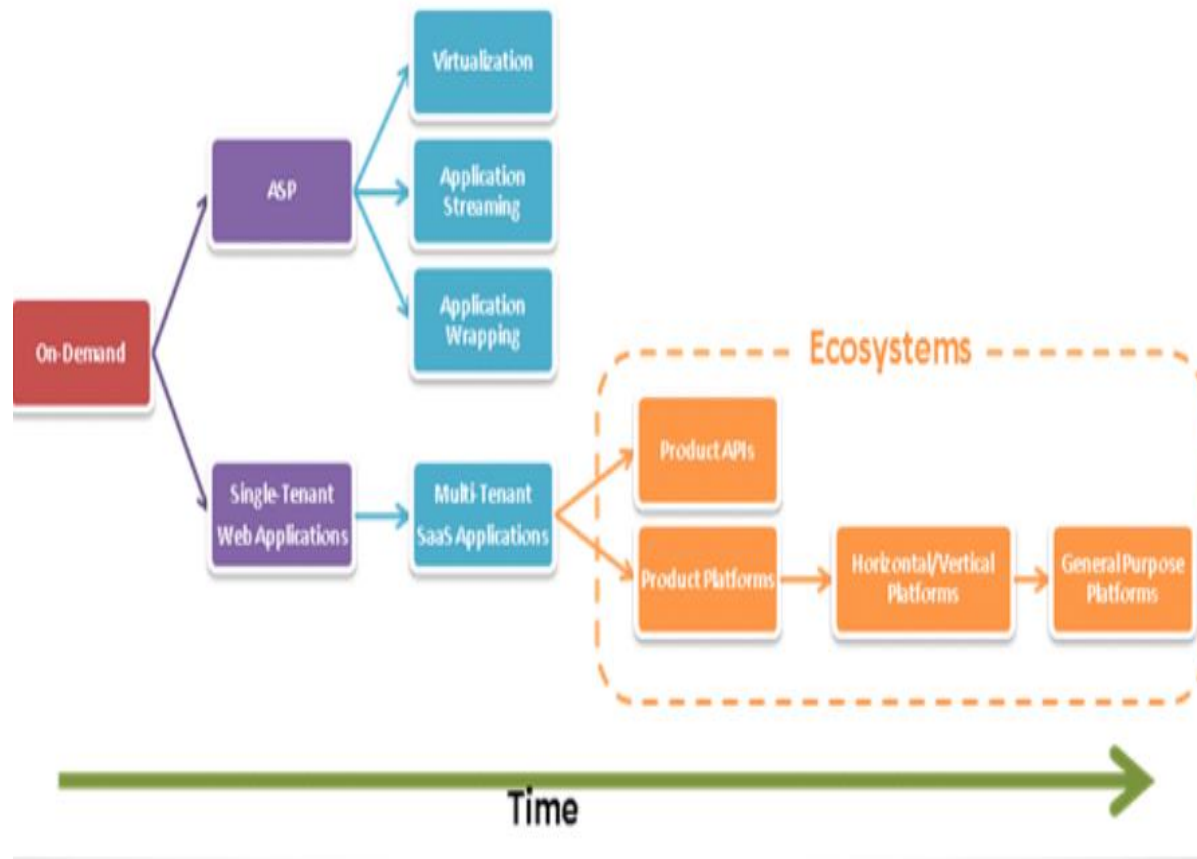 Virtualization
ASP
Application
Streaming
Application
Wrapping
On-Demand
Ecosystems
Product APIs
Single-Tenant
Web Applications
Multi-Tenant
SaaS Applications
Product Platforms
Horizontal/Vertical
Platforms
General Purpose
Platforms
Time